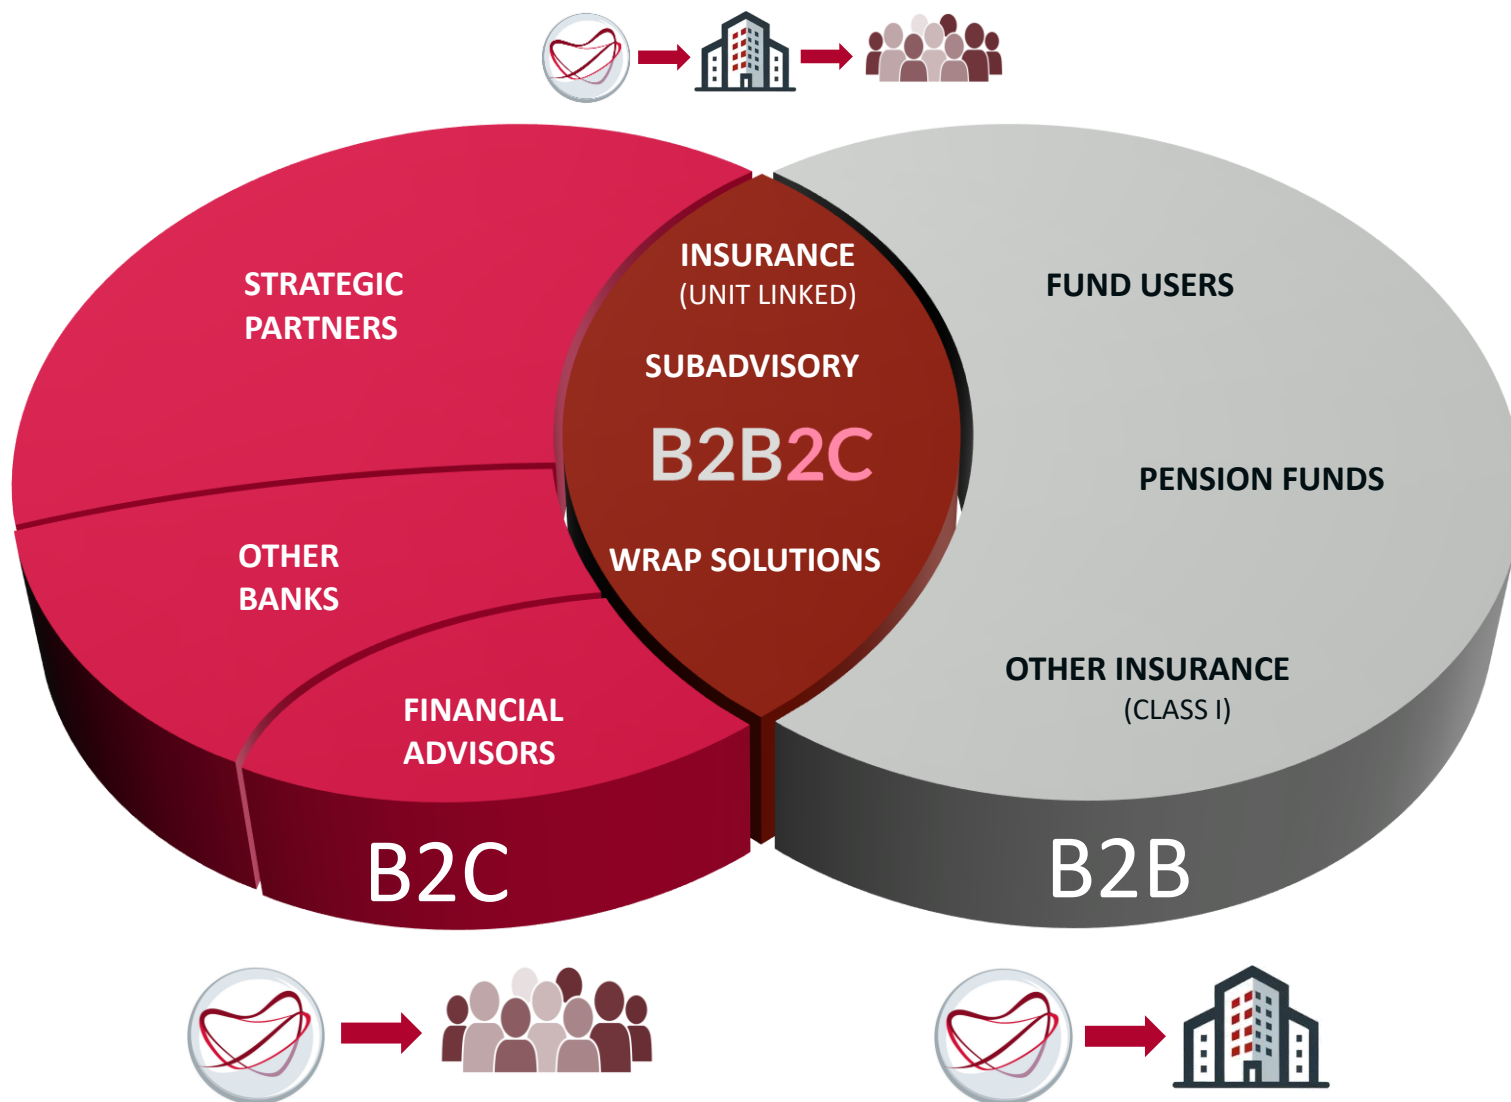 STRATEGIC
PARTNERS
OTHER
BANKS
FINANCIAL
ADVISORS
B2C
INSURANCE
(UNIT LINKED)
SUBADVISORY
B2B2C
WRAP SOLUTIONS
FUND USERS
PENSION FUNDS
OTHER INSURANCE
(CLASS I)
B2B